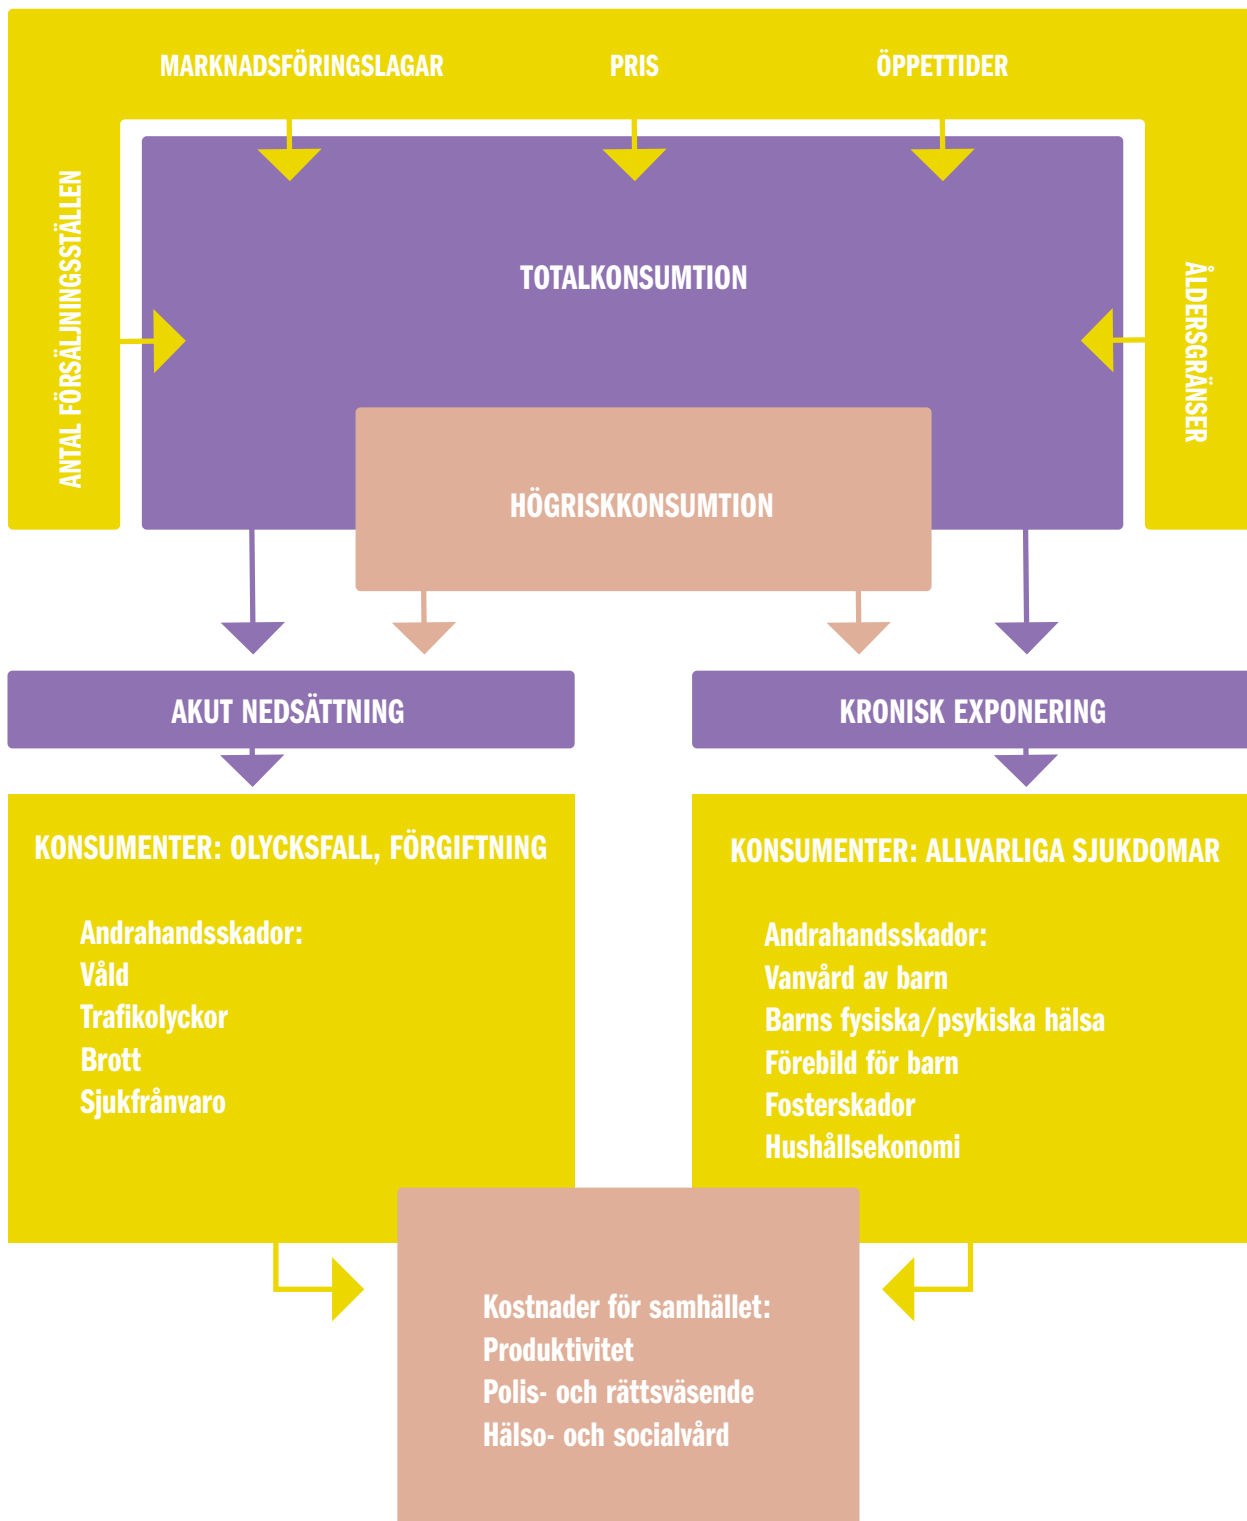 MARKNADSFÖRINGSLAGAR
PRIS
ÖPPETTIDER
ANTAL FÖRSÄLJNINGSSTÄLLEN
TOTALKONSUMTION
ÅLDERSGRÄNSER
HÖGRISKKONSUMTION
AKUT NEDSÄTTNING
KRONISK EXPONERING
KONSUMENTER: OLYCKSFALL, FÖRGIFTNING
Andrahandsskador:
Våld
Trafikolyckor
Brott
Sjukfrånvaro
KONSUMENTER: ALLVARLIGA SJUKDOMAR
Andrahandsskador:
Vanvård av barn
Barns fysiska/psykiska hälsa
Förebild för barn
Fosterskador
Hushållsekonomi
Kostnader för samhället:
Produktivitet
Polis- och rättsväsende
Hälso- och socialvård